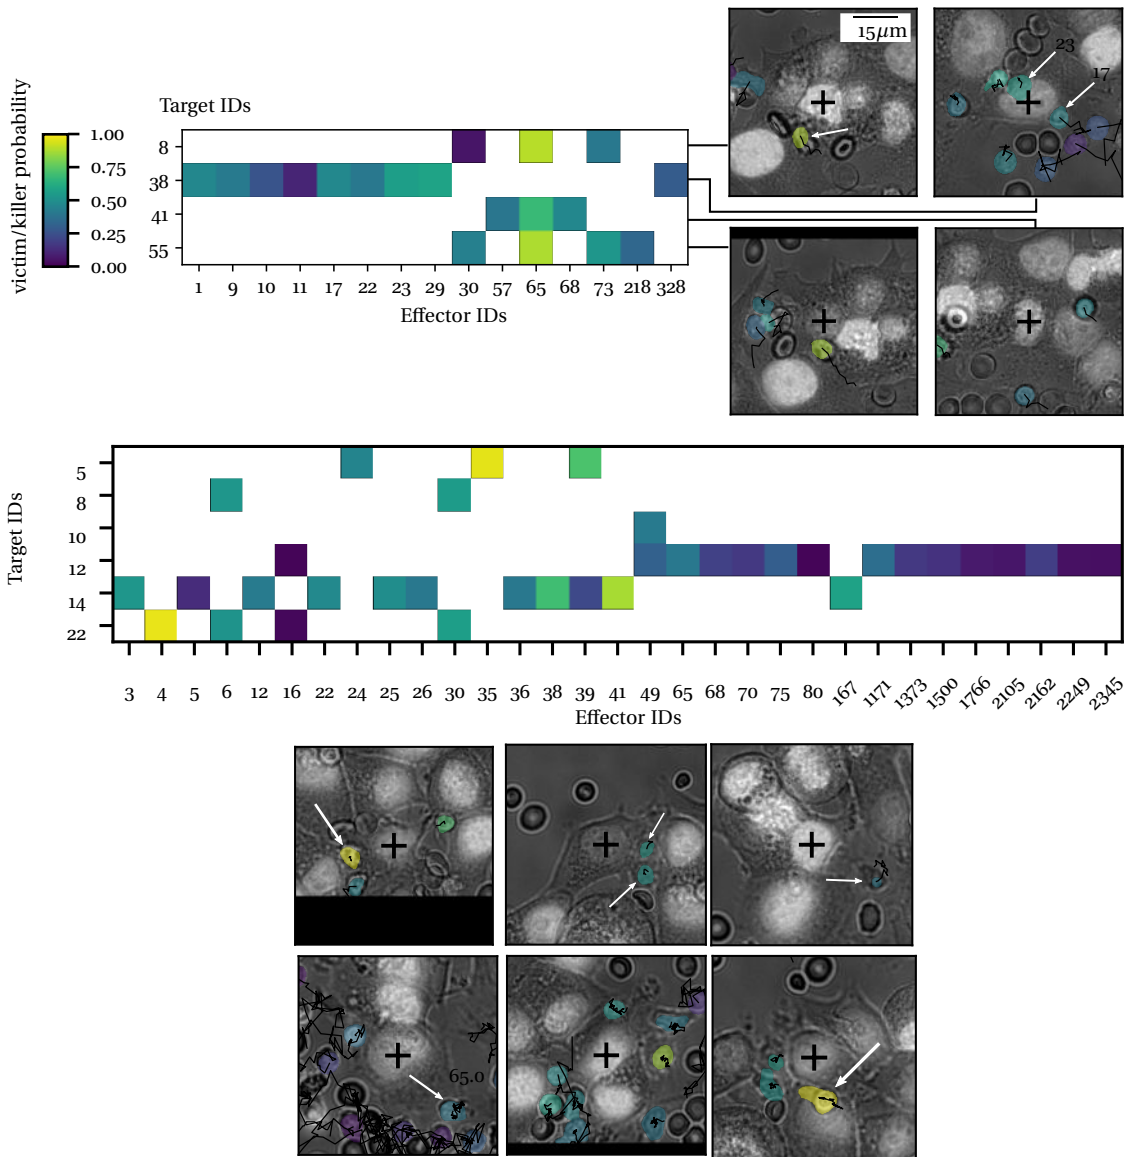 15μm
23
17
victim/killer probability
1.00
0.75
0.50
0.25
0.00
Target IDs
8
38
41
55
1 9 10 11 17 22 23 29 30 57 65 68 73 218 328
Effector IDs
Target IDs
5
8
10
12
14
22
3 4 5 6 12 16 22 24 25 26 30 35 36 38 39 41 49 65 68 70 75 80 167 1171 1373 1500 1766 2105 2162 2249 2345
Effector IDs
65.0